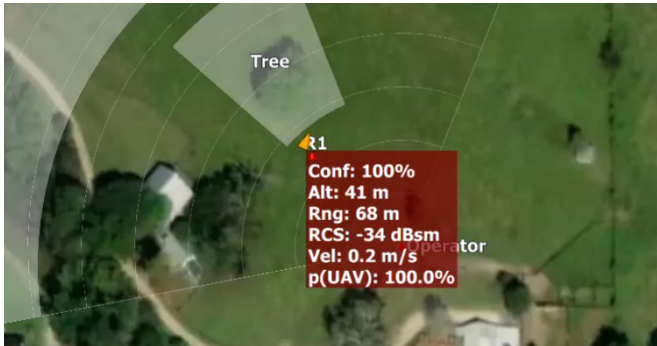 Tree
R1
Conf: 100%
Alt: 41 m
Rng: 68 m
RCS: -34 dBsm
Operator
Vel: 0.2 m/s
p(UAV): 100.0%